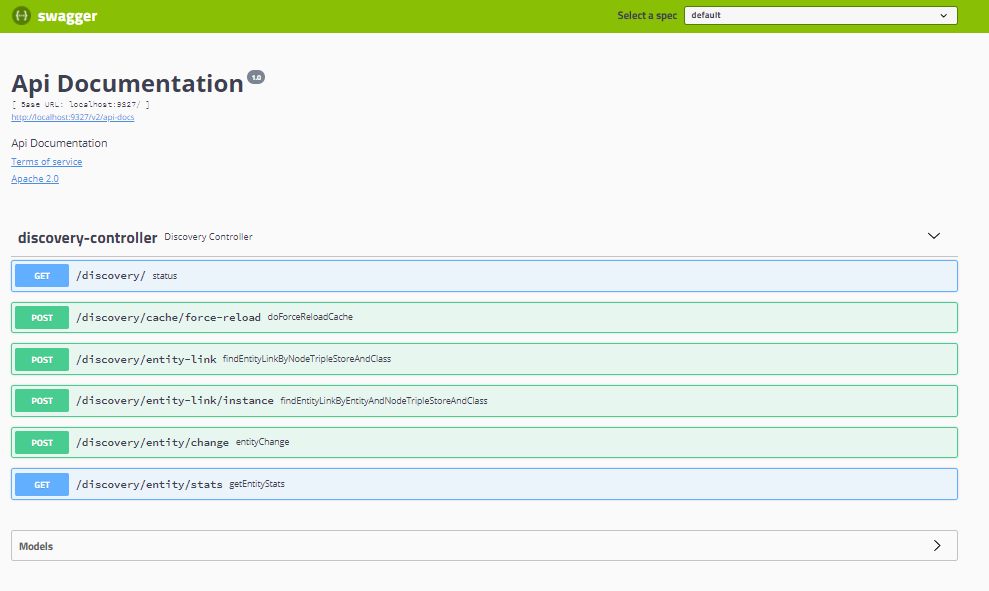 {···} swagger Select a spec default
Api Documentation 1.0
[ Base URL: localhost:9327/ ]
http://localhost:9327/v2/api-docs
Api Documentation
Terms of service
Apache 2.0
discovery-controller Discovery Controller
GET /discovery/ status
POST /discovery/cache/force-reload doForceReloadCache
POST /discovery/entity-link findEntityLinkByNodeTripleStoreAndClass
POST /discovery/entity-link/instance findEntityLinkByEntityAndNodeTripleStoreAndClass
POST /discovery/entity/change entityChange
GET /discovery/entity/stats getEntityStats
Models